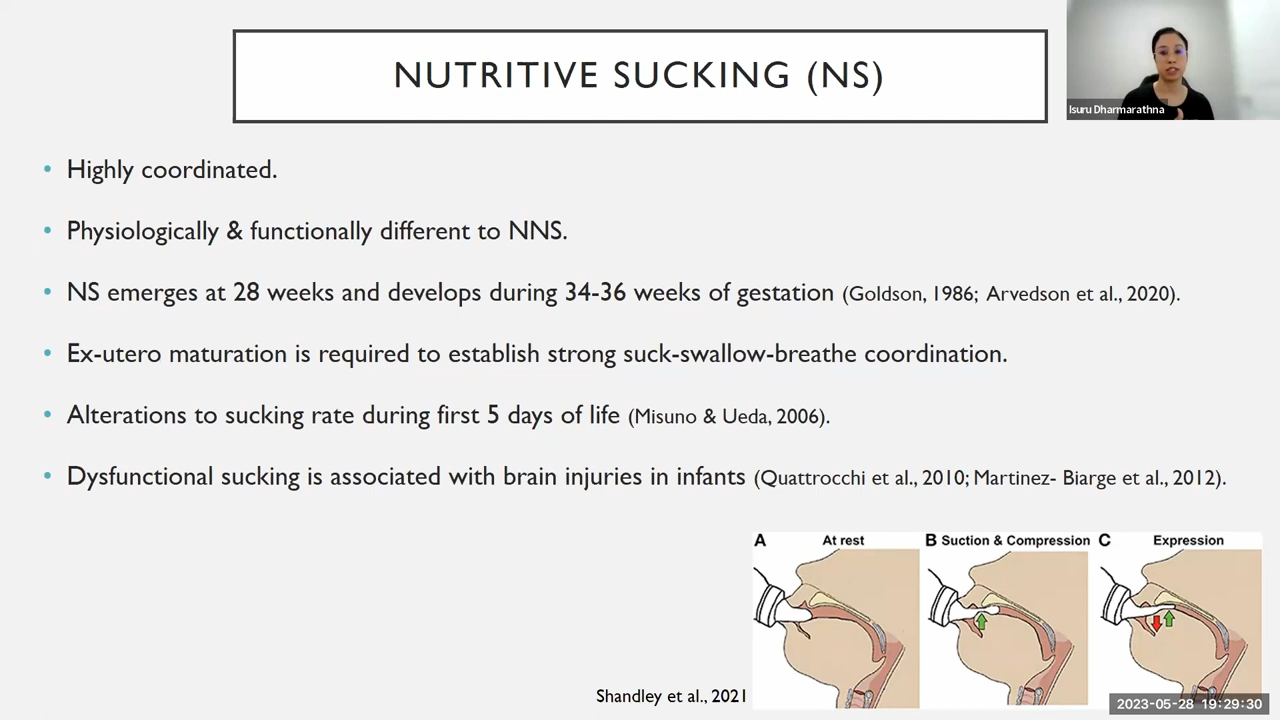 NUTRITIVE SUCKING (NS)
Isuru Dharmarathna
• Highly coordinated.
• Physiologically & functionally different to NNS.
• NS emerges at 28 weeks and develops during 34-36 weeks of gestation (Goldson, 1986; Arvedson et al., 2020).
• Ex-utero maturation is required to establish strong suck-swallow-breathe coordination.
• Alterations to sucking rate during first 5 days of life (Misuno & Ueda, 2006).
• Dysfunctional sucking is associated with brain injuries in infants (Quattrocchi et al., 2010; Martinez- Biarge et al., 2012).
A At rest B Suction & Compression C Expression
Shandley et al., 2021
2023-05-28 19:29:30